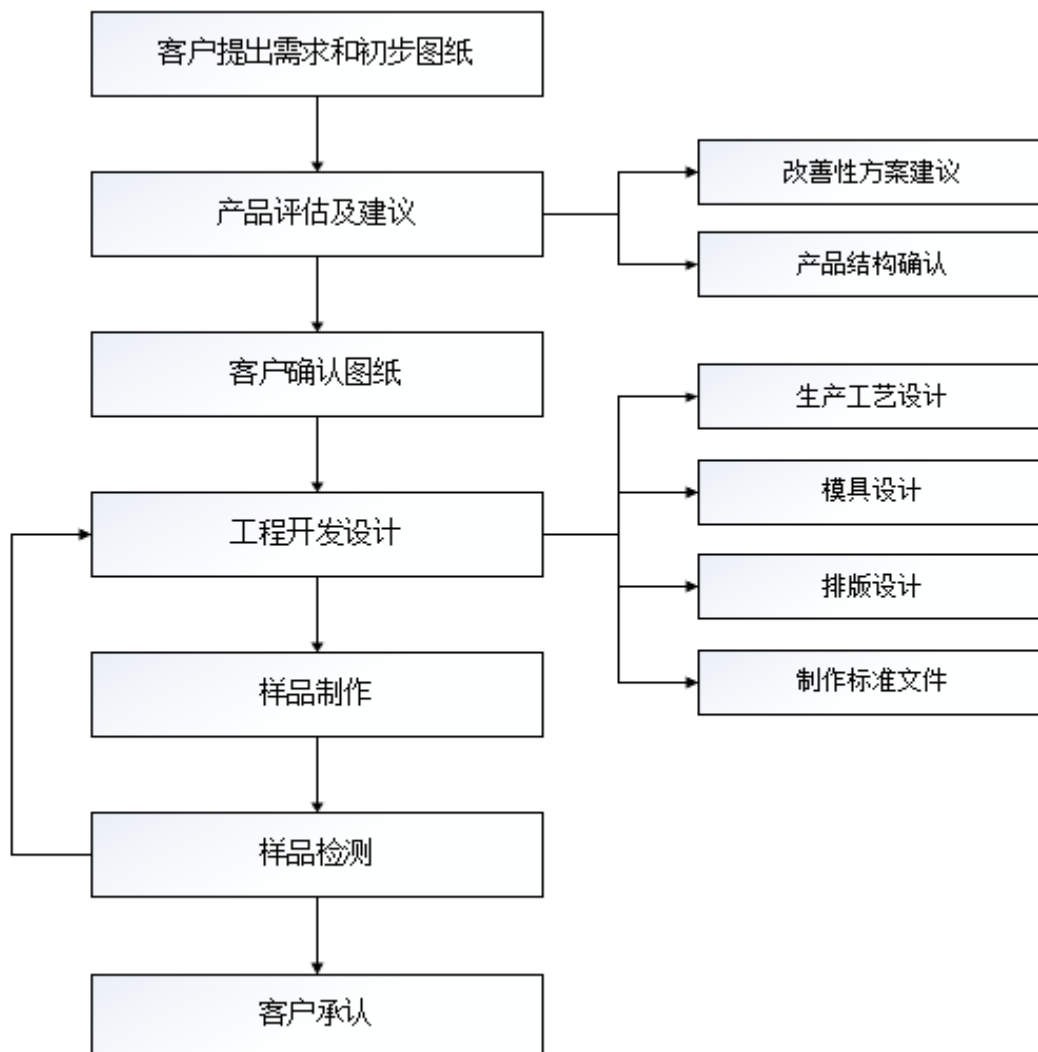 客户提出需求和初步图纸
产品评估及建议
改善性方案建议
产品结构确认
客户确认图纸
工程开发设计
生产工艺设计
模具设计
排版设计
制作标准文件
样品制作
样品检测
客户承认